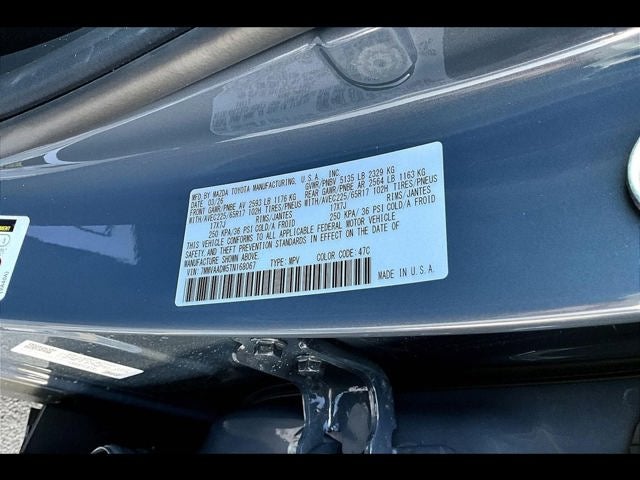 MFD BY MAZDA TOYOTA MANUFACTURING, U.S.A., INC.
DATE 03/26 GVWR/PNBV 5135 LB 2329 KG
FRONT GAWR/PNBE AV 2593 LB 1176 KG REAR GAWR/PNBE AR 2564 LB 1163 KG
WITH/AVEC225/65R17 102H TIRES/PNEUS WITH/AVEC225/65R17 102H TIRES/PNEUS
17X7J RIMS/JANTES 17X7J RIMS/JANTES
250 KPA/36 PSI COLD/A FROID 250 KPA/ 36 PSI COLD/A FROID
THIS VEHICLE CONFORMS TO ALL APPLICABLE FEDERAL MOTOR VEHICLE
SAFETY, AND THEFT PREVENTION STANDARDS IN EFFECT ON THE DATE OF
MANUFACTURE SHOWN ABOVE.
VIN: 7MMVAADW5TN168067 TYPE: MPV COLOR CODE: 47C
MADE IN U.S.A.